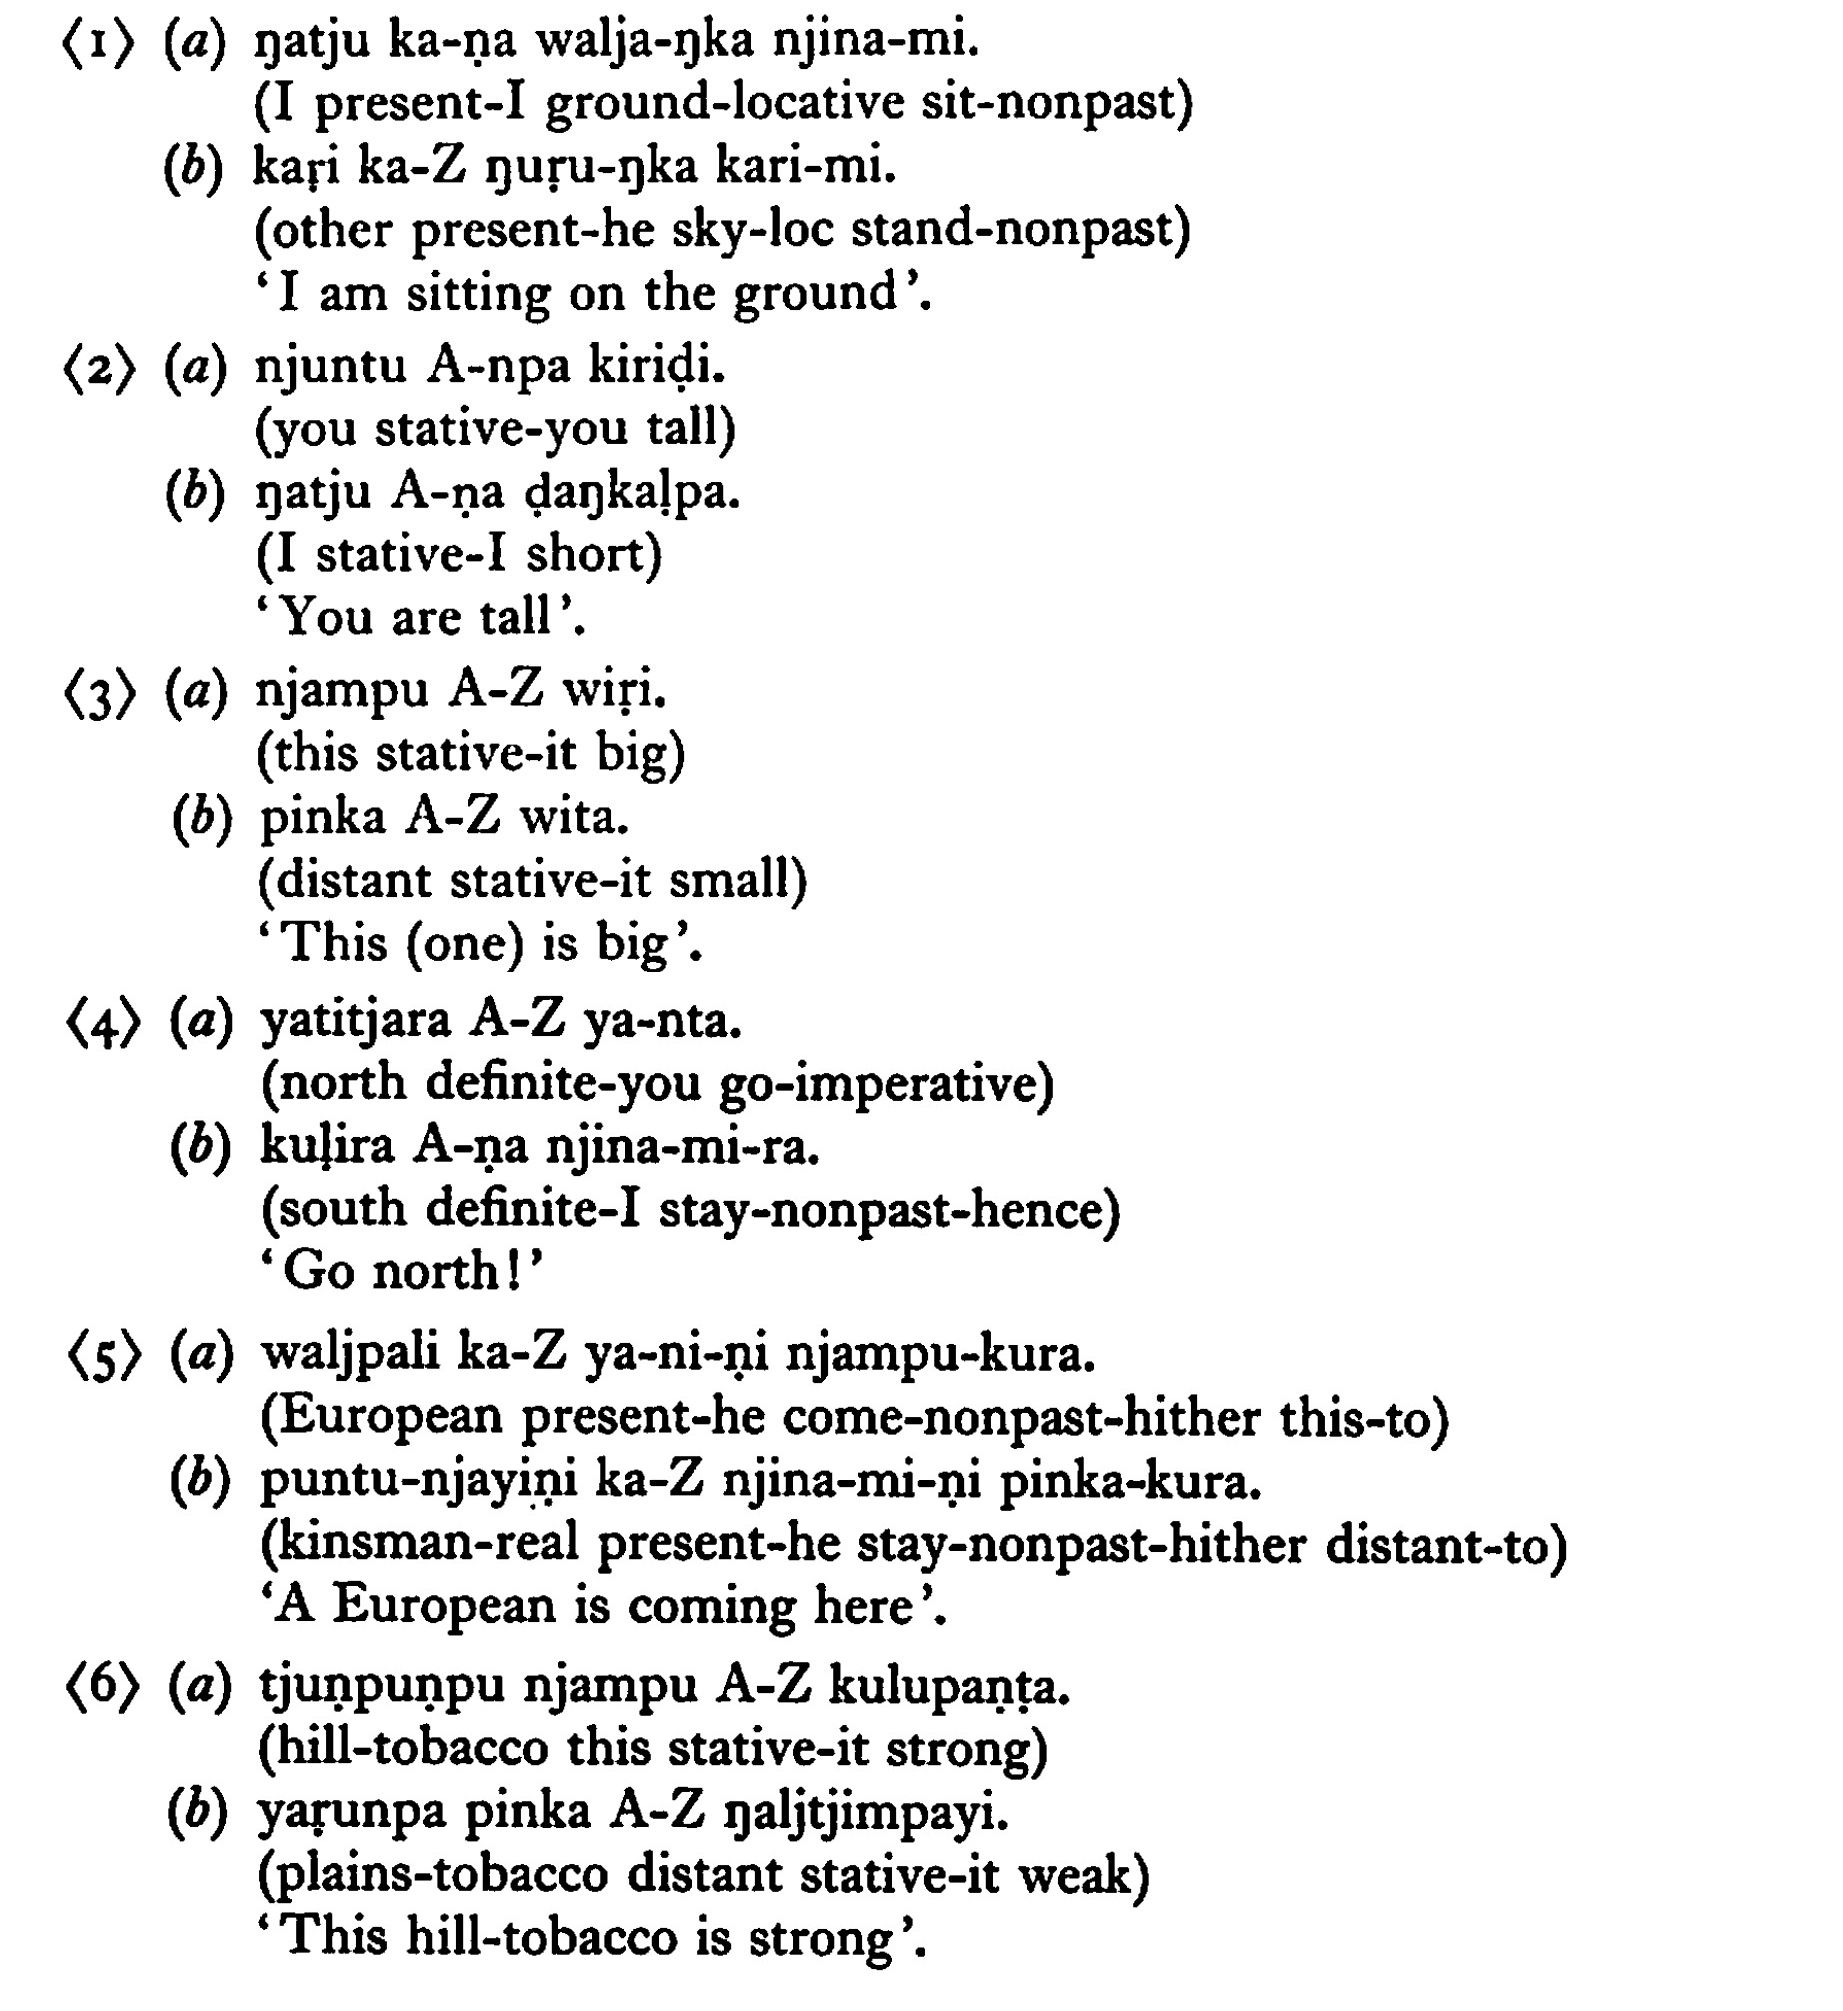 ⟨1⟩ (a) ŋatju ka-ṇa walja-ŋka njina-mi.
(I present-I ground-locative sit-nonpast)
(b) kaṛi ka-Z ŋuṛu-ŋka kari-mi.
(other present-he sky-loc stand-nonpast)
‘I am sitting on the ground’.
⟨2⟩ (a) njuntu A-npa kiriḍi.
(you stative-you tall)
(b) ŋatju A-ṇa ḍaŋkaḷpa.
(I stative-I short)
‘You are tall’.
⟨3⟩ (a) njampu A-Z wiṛi.
(this stative-it big)
(b) pinka A-Z wita.
(distant stative-it small)
‘This (one) is big’.
⟨4⟩ (a) yatitjara A-Z ya-nta.
(north definite-you go-imperative)
(b) kuḷira A-ṇa njina-mi-ra.
(south definite-I stay-nonpast-hence)
‘Go north!’
⟨5⟩ (a) waljpali ka-Z ya-ni-ṇi njampu-kura.
(European present-he come-nonpast-hither this-to)
(b) puntu-njayiṇi ka-Z njina-mi-ṇi pinka-kura.
(kinsman-real present-he stay-nonpast-hither distant-to)
‘A European is coming here’.
⟨6⟩ (a) tjuṇpuṇpu njampu A-Z kulupaṇṭa.
(hill-tobacco this stative-it strong)
(b) yaṛunpa pinka A-Z ŋaljtjimpayi.
(plains-tobacco distant stative-it weak)
‘This hill-tobacco is strong’.